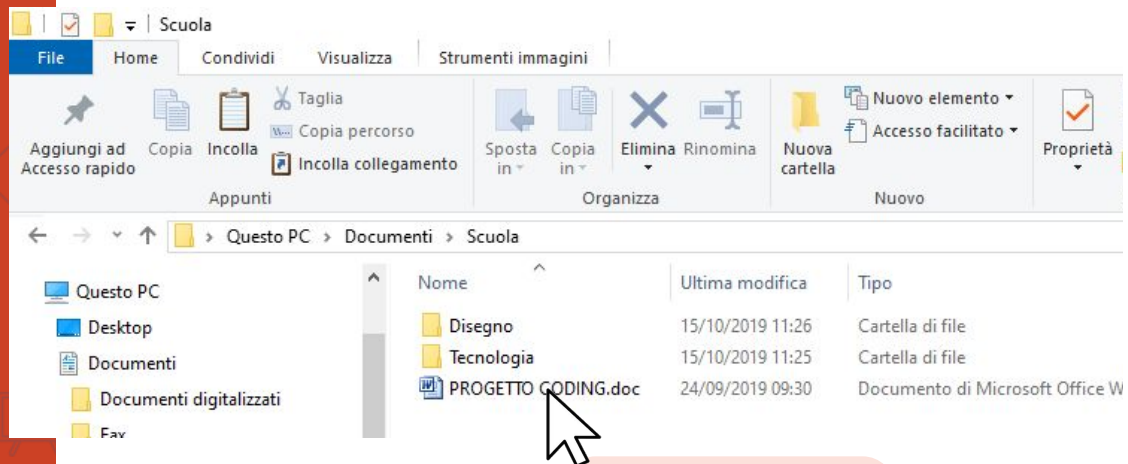 Scuola
File Home Condividi Visualizza Strumenti immagini
Aggiungi ad Accesso rapido
Copia
Incolla
Taglia
Copia percorso
Incolla collegamento
Appunti
Sposta in
Copia in
Elimina
Rinomina
Organizza
Nuova cartella
Nuovo elemento
Accesso facilitato
Nuovo
Proprietà
Questo PC > Documenti > Scuola
Questo PC
Desktop
Documenti
Documenti digitalizzati
Fax
Nome Ultima modifica Tipo
Disegno 15/10/2019 11:26 Cartella di file
Tecnologia 15/10/2019 11:25 Cartella di file
PROGETTO CODING.doc 24/09/2019 09:30 Documento di Microsoft Office W